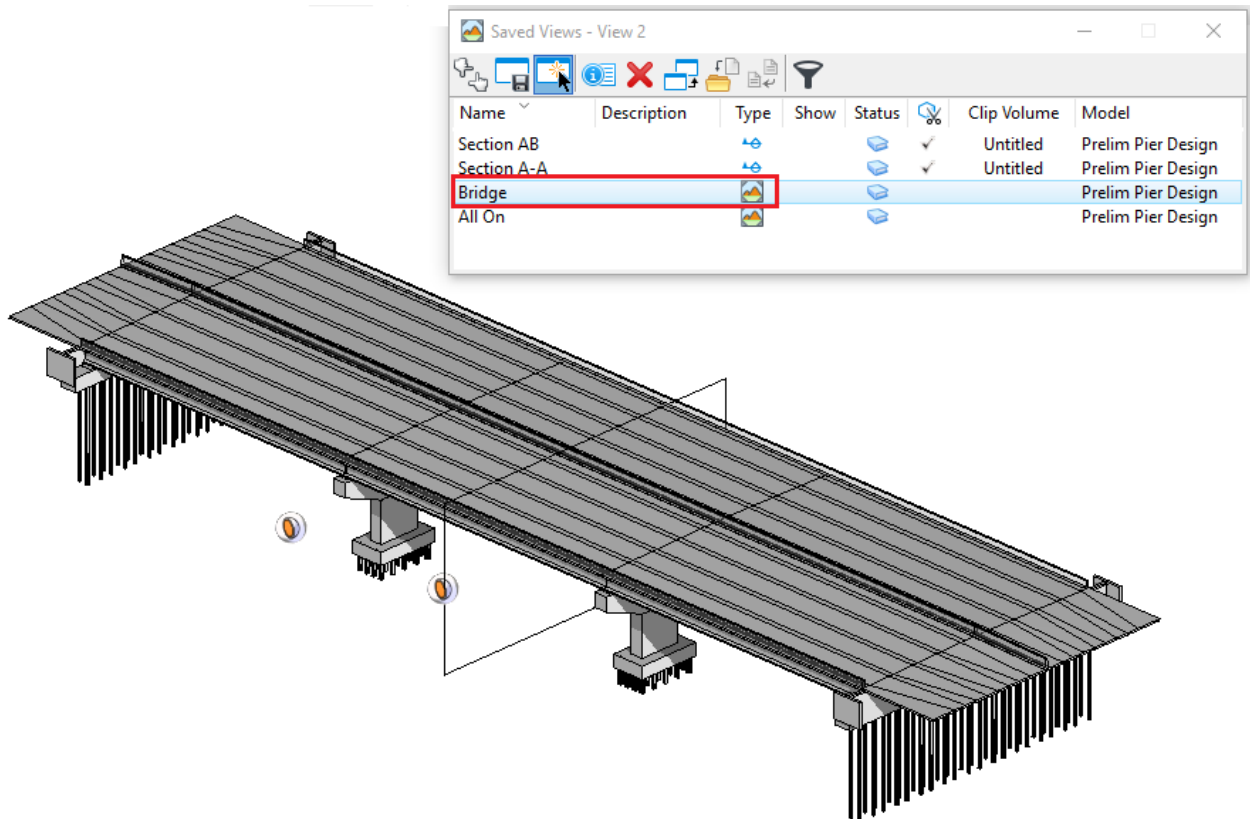 Saved Views - View 2
Name Description Type Show Status Clip Volume Model
Section AB Untitled Prelim Pier Design
Section A-A Untitled Prelim Pier Design
Bridge Prelim Pier Design
All On Prelim Pier Design